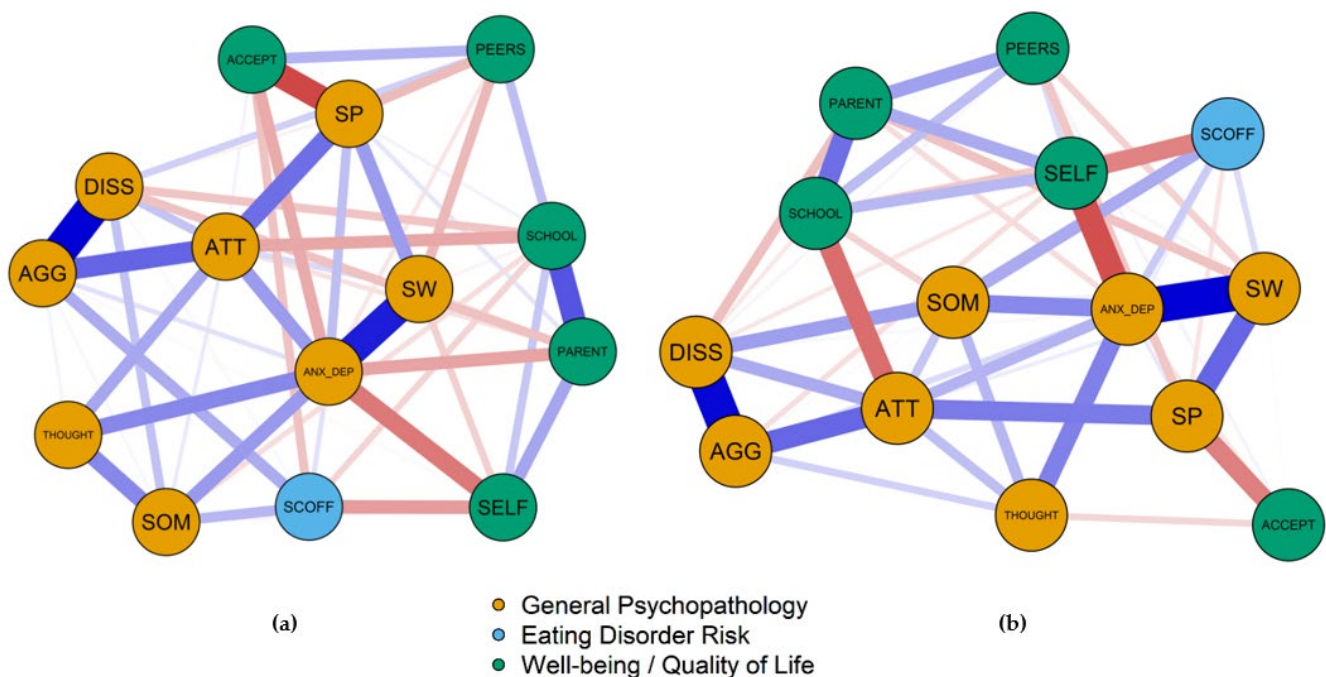 ACCEPT
PEERS
SP
DISS
ATT
SCHOOL
AGG
SW
PARENT
ANX_DEP
THOUGHT
SOM
SCOFF
SELF
(a)
PEERS
PARENT
SCOFF
SELF
SCHOOL
SW
SOM
ANX_DEP
DISS
ATT
SP
AGG
THOUGHT
ACCEPT
(b)
General Psychopathology
Eating Disorder Risk
Well-being / Quality of Life